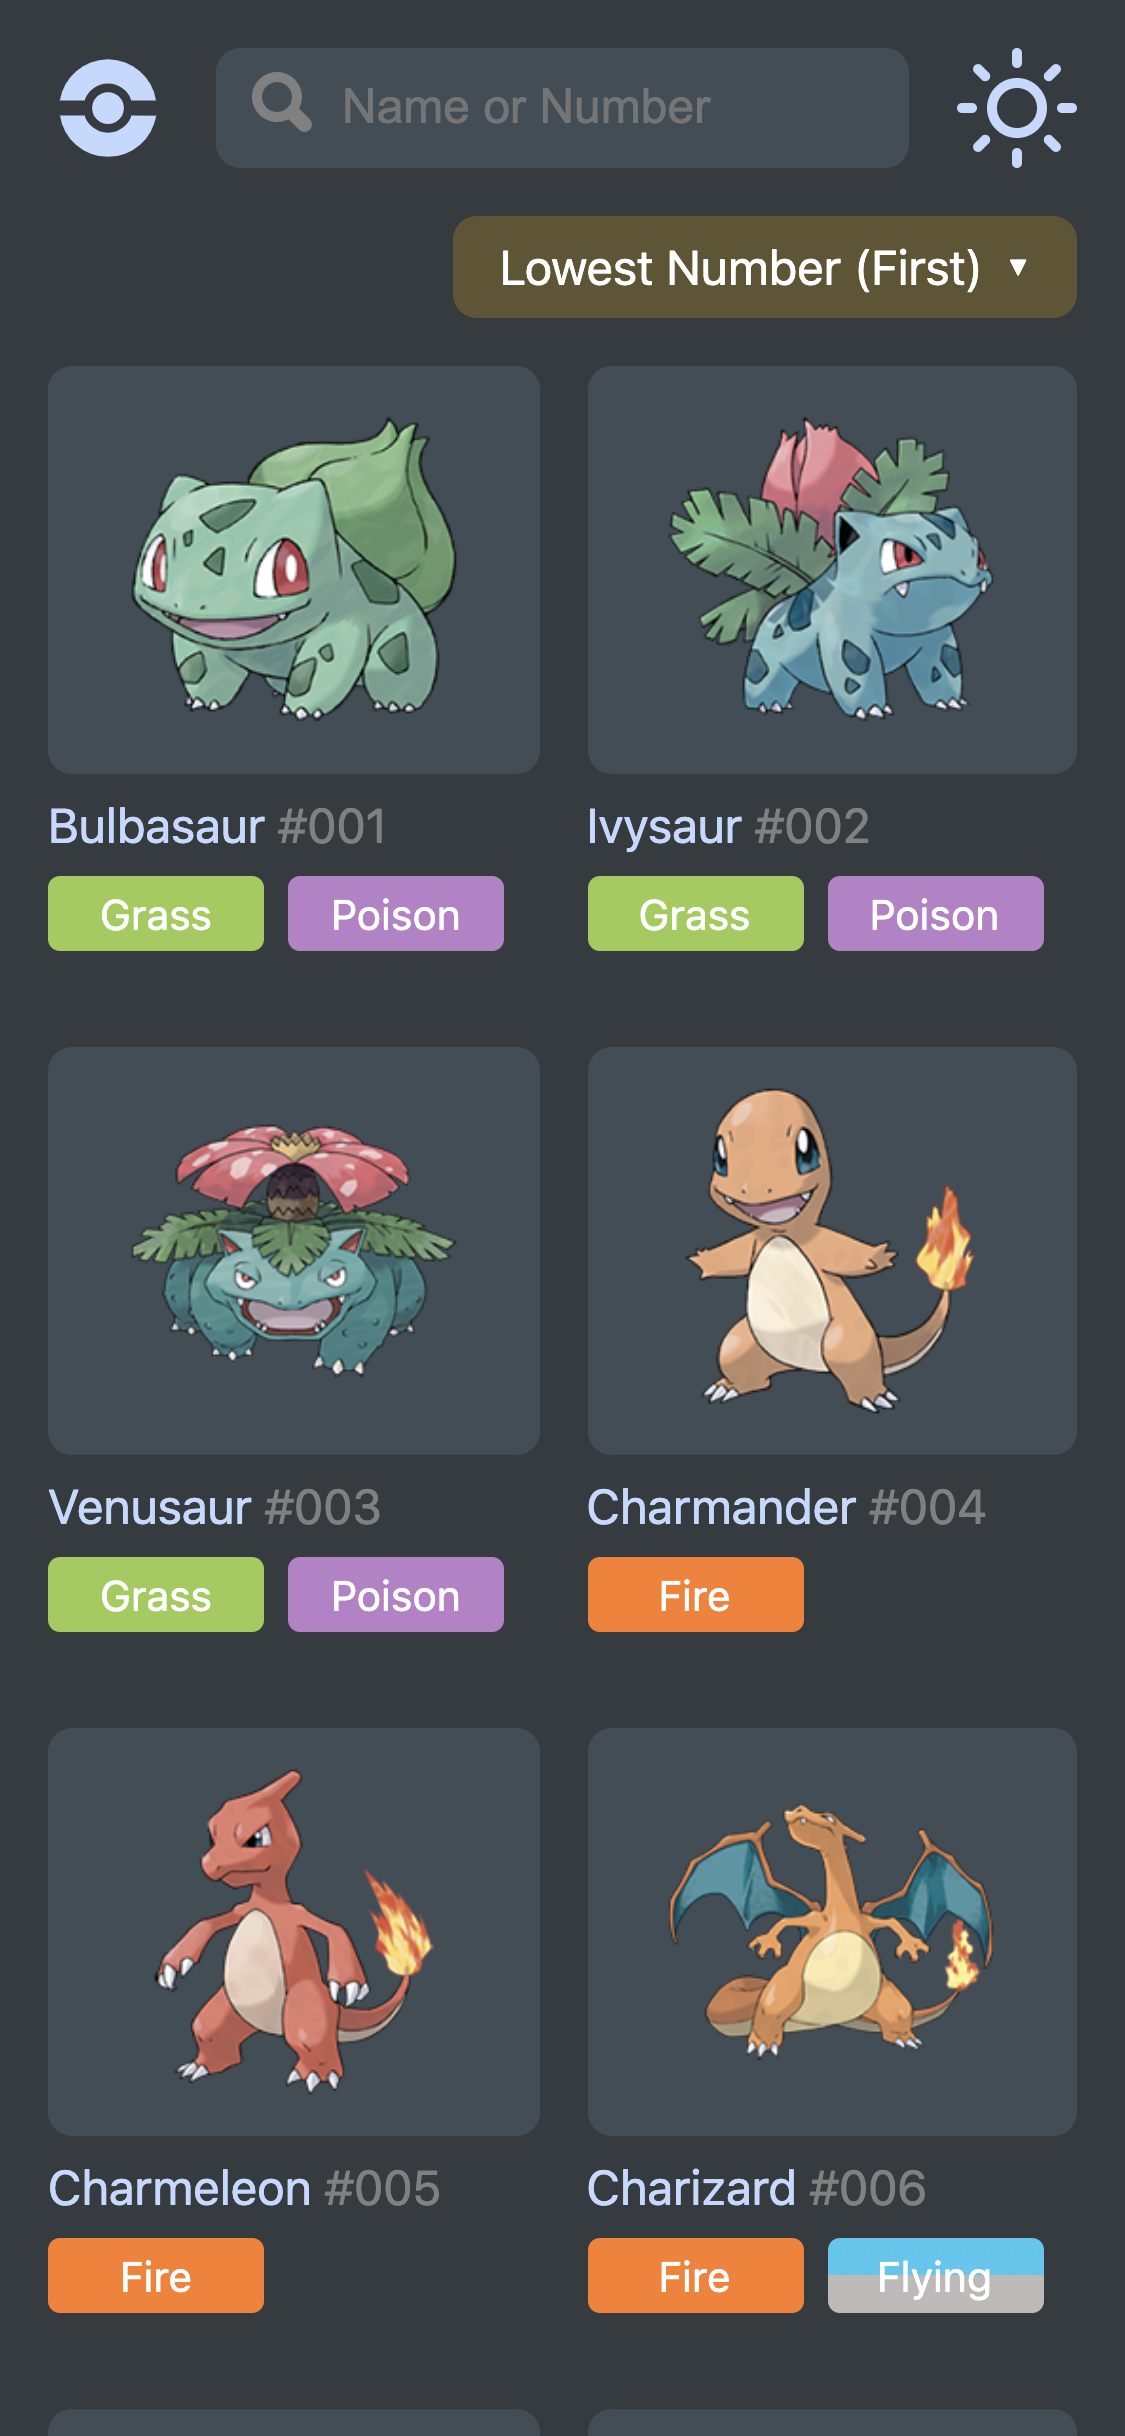 Name or Number
Lowest Number (First) ▼
Bulbasaur #001
Grass Poison
Ivysaur #002
Grass Poison
Venusaur #003
Grass Poison
Charmander #004
Fire
Charmeleon #005
Fire
Charizard #006
Fire Flying